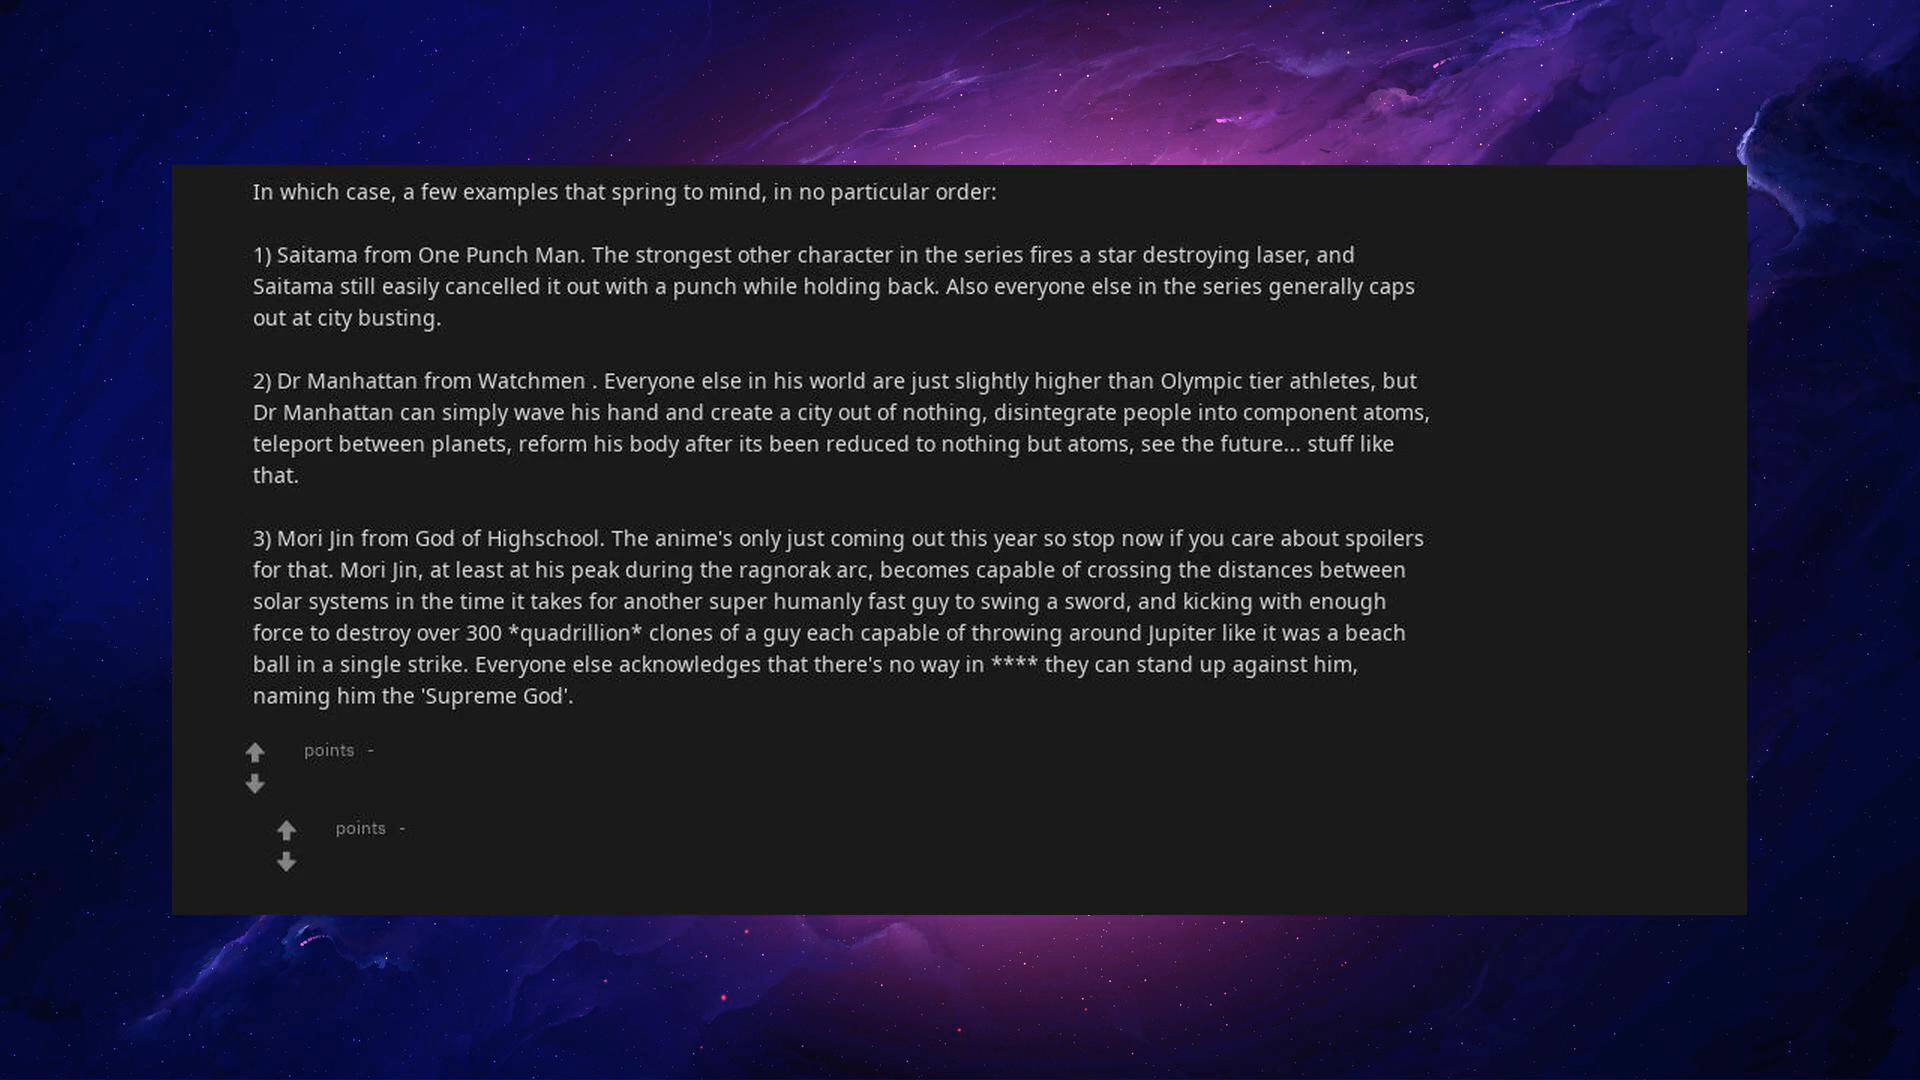 In which case, a few examples that spring to mind, in no particular order:
1) Saitama from One Punch Man. The strongest other character in the series fires a star destroying laser, and
Saitama still easily cancelled it out with a punch while holding back. Also everyone else in the series generally caps
out at city busting.
2) Dr Manhattan from Watchmen . Everyone else in his world are just slightly higher than Olympic tier athletes, but
Dr Manhattan can simply wave his hand and create a city out of nothing, disintegrate people into component atoms,
teleport between planets, reform his body after its been reduced to nothing but atoms, see the future... stuff like
that.
3) Mori Jin from God of Highschool. The anime's only just coming out this year so stop now if you care about spoilers
for that. Mori Jin, at least at his peak during the ragnorak arc, becomes capable of crossing the distances between
solar systems in the time it takes for another super humanly fast guy to swing a sword, and kicking with enough
force to destroy over 300 *quadrillion* clones of a guy each capable of throwing around Jupiter like it was a beach
ball in a single strike. Everyone else acknowledges that there's no way in **** they can stand up against him,
naming him the 'Supreme God'.
points -
points -